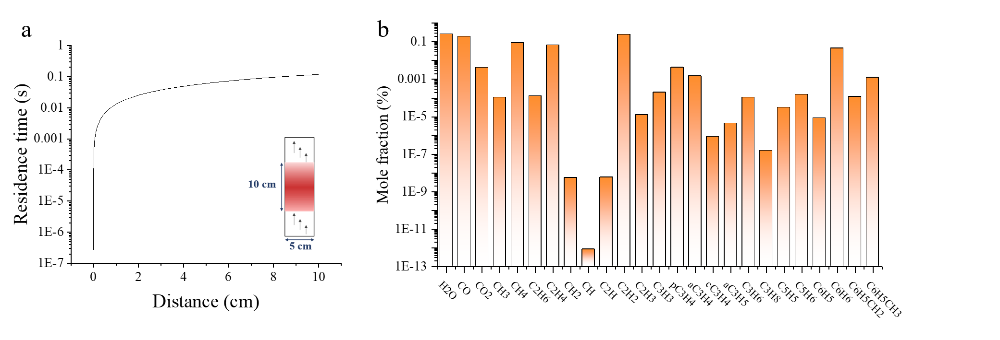 a
Residence time (s)
1
0.1
0.01
0.001
1E-4
1E-5
1E-6
1E-7
0 2 4 6 8 10
Distance (cm)
10 cm
5 cm
b
Mole fraction (%)
0.1
0.001
1E-5
1E-7
1E-9
1E-11
1E-13
H2O
CO
CO2
CH3
CH4
C2H6
C2H4
CH2
CH
C2H
C2H2
C2H3
C3H3
pC3H4
aC3H4
cC3H4
aC3H5
C3H6
C3H8
C5H5
C5H6
C6H5
C6H6
C6H5CH2
C6H5CH3